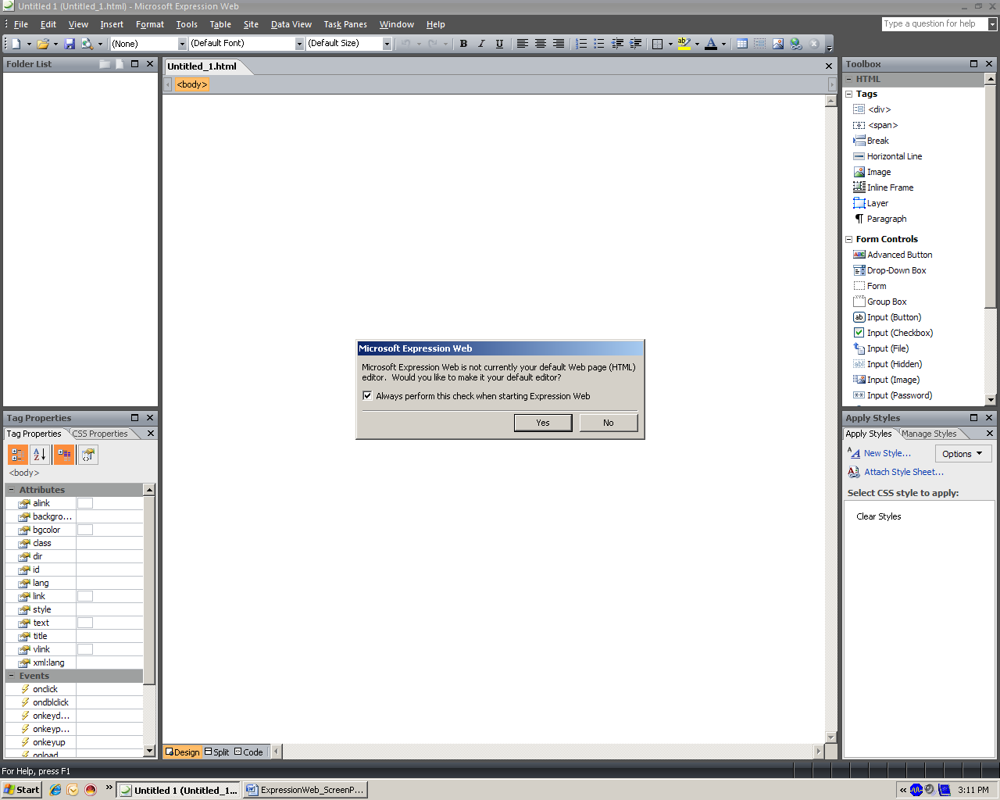 Untitled 1 (Untitled_1.html) - Microsoft Expression Web
File Edit View Insert Format Tools Table Site Data View Task Panes Window Help
Type a question for help
(None) (Default Font) (Default Size) B I U A
Folder List
Untitled_1.html
<body>
Toolbox
HTML
Tags
<div>
<span>
Break
Horizontal Line
Image
Inline Frame
Layer
Paragraph
Form Controls
Advanced Button
Drop-Down Box
Form
Group Box
Input (Button)
Input (Checkbox)
Input (File)
Input (Hidden)
Input (Image)
Input (Password)
Microsoft Expression Web
Microsoft Expression Web is not currently your default Web page (HTML)
editor. Would you like to make it your default editor?
Always perform this check when starting Expression Web
Yes No
Tag Properties
Tag Properties CSS Properties
<body>
Attributes
alink
backgro...
bgcolor
class
dir
id
lang
link
style
text
title
vlink
xml:lang
Events
onclick
ondblclick
onkeyd...
onkeyp...
onkeyup
onload
Apply Styles
Apply Styles Manage Styles
New Style...
Options
Attach Style Sheet...
Select CSS style to apply:
Clear Styles
Design Split Code
For Help, press F1
Start
Untitled 1 (Untitled_1...
ExpressionWeb_ScreenP...
3:11 PM